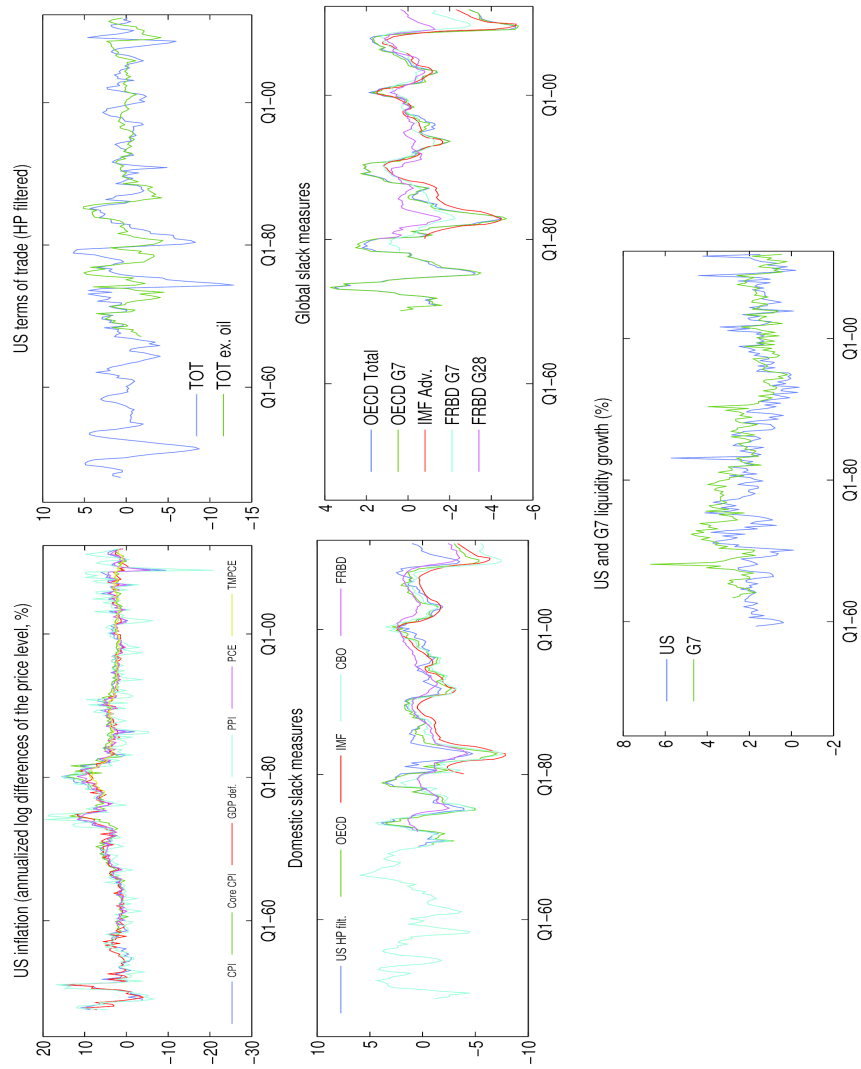 US inflation (annualized log differences of the price level, %)
20
10
0
−10
−20
−30
Q1−60
Q1−80
Q1−00
CPI
Core CPI
GDP def.
PPI
PCE
TMPCE
US terms of trade (HP filtered)
10
5
0
−5
−10
−15
Q1−60
Q1−80
Q1−00
TOT
TOT ex. oil
Domestic slack measures
10
5
0
−5
−10
Q1−60
Q1−80
Q1−00
US HP filt.
OECD
IMF
CBO
FRBD
Global slack measures
4
2
0
−2
−4
−6
Q1−60
Q1−80
Q1−00
OECD Total
OECD G7
IMF Adv.
FRBD G7
FRBD G28
US and G7 liquidity growth (%)
8
6
4
2
0
−2
Q1−60
Q1−80
Q1−00
US
G7